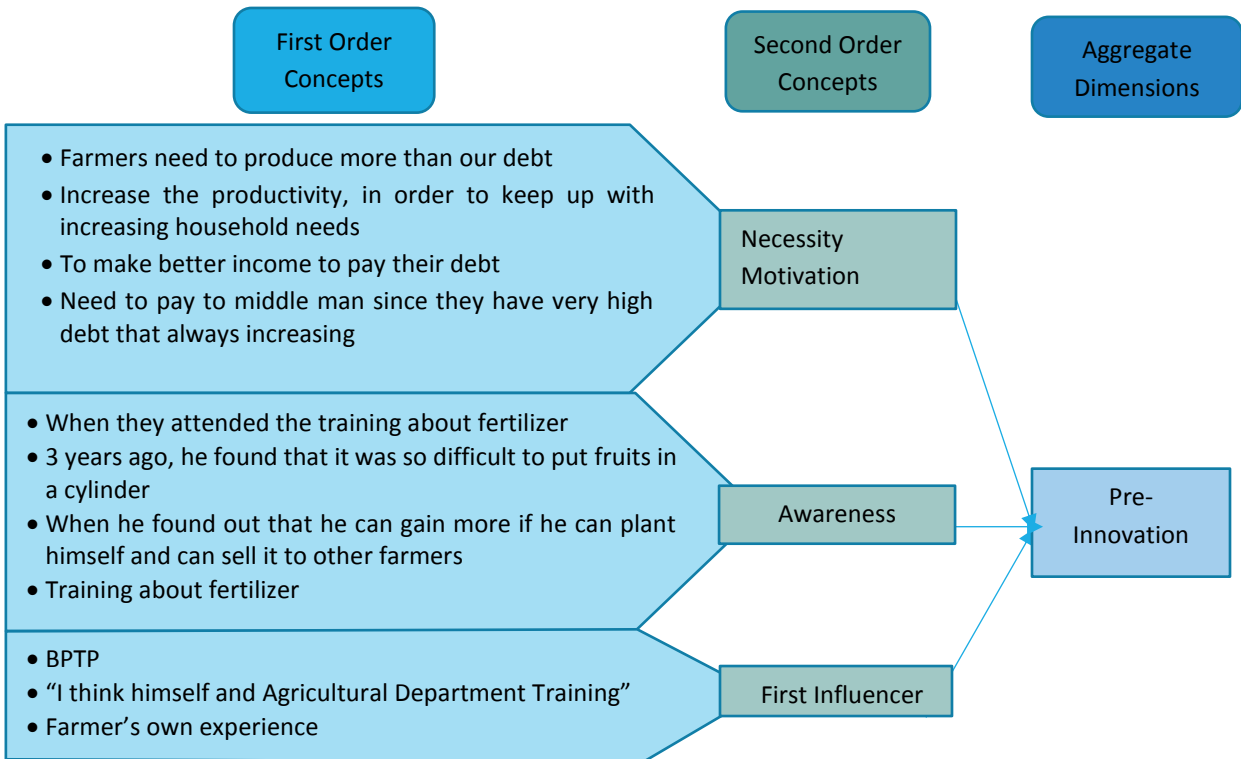 First Order
Concepts
Second Order
Concepts
Aggregate
Dimensions
• Farmers need to produce more than our debt
• Increase the productivity, in order to keep up with
increasing household needs
• To make better income to pay their debt
• Need to pay to middle man since they have very high
debt that always increasing
Necessity
Motivation
• When they attended the training about fertilizer
• 3 years ago, he found that it was so difficult to put fruits in
a cylinder
• When he found out that he can gain more if he can plant
himself and can sell it to other farmers
• Training about fertilizer
Awareness
Pre-
Innovation
• BPTP
• “I think himself and Agricultural Department Training”
• Farmer’s own experience
First Influencer